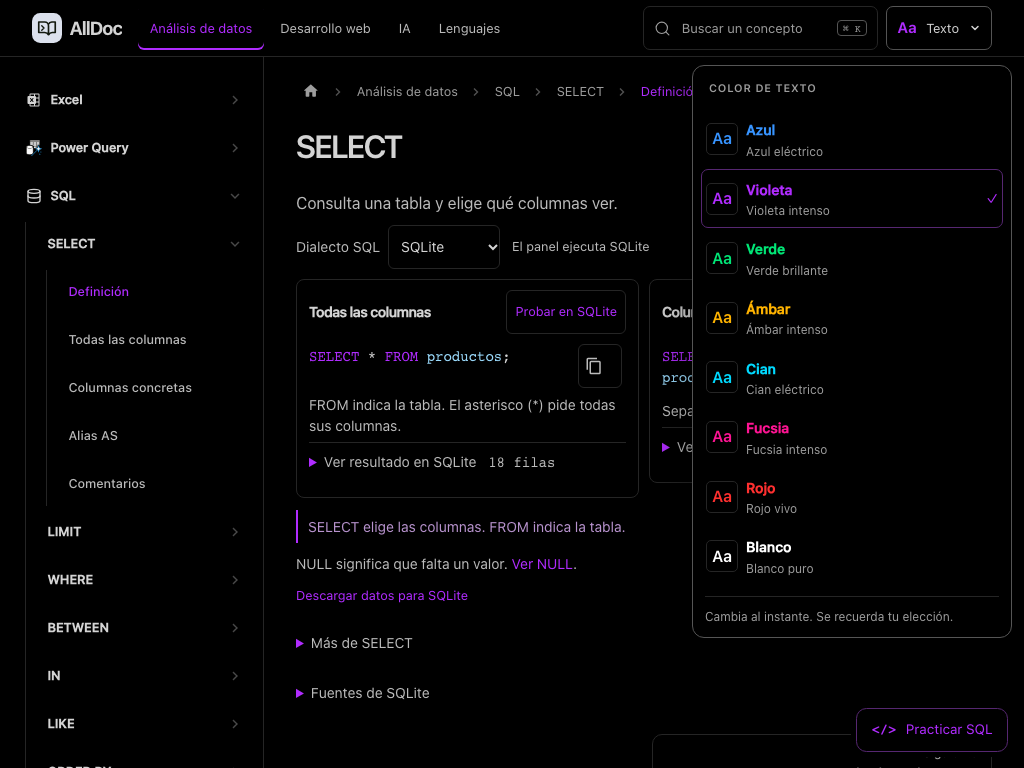 AllDoc
Análisis de datos
Desarrollo web
IA
Lenguajes
Buscar un concepto
⌘ K
Aa Texto
Excel
Power Query
SQL
SELECT
Definición
Todas las columnas
Columnas concretas
Alias AS
Comentarios
LIMIT
WHERE
BETWEEN
IN
LIKE
Análisis de datos
SQL
SELECT
SELECT
Consulta una tabla y elige qué columnas ver.
Dialecto SQL
SQLite
El panel ejecuta SQLite
Todas las columnas
Probar en SQLite
SELECT * FROM productos;
FROM indica la tabla. El asterisco (*) pide todas
sus columnas.
Ver resultado en SQLite 18 filas
SELECT elige las columnas. FROM indica la tabla.
NULL significa que falta un valor. Ver NULL.
Descargar datos para SQLite
Más de SELECT
Fuentes de SQLite
COLOR DE TEXTO
Aa Azul
Azul eléctrico
Aa Violeta
Violeta intenso
Aa Verde
Verde brillante
Aa Ámbar
Ámbar intenso
Aa Cian
Cian eléctrico
Aa Fucsia
Fucsia intenso
Aa Rojo
Rojo vivo
Aa Blanco
Blanco puro
Cambia al instante. Se recuerda tu elección.
</> Practicar SQL